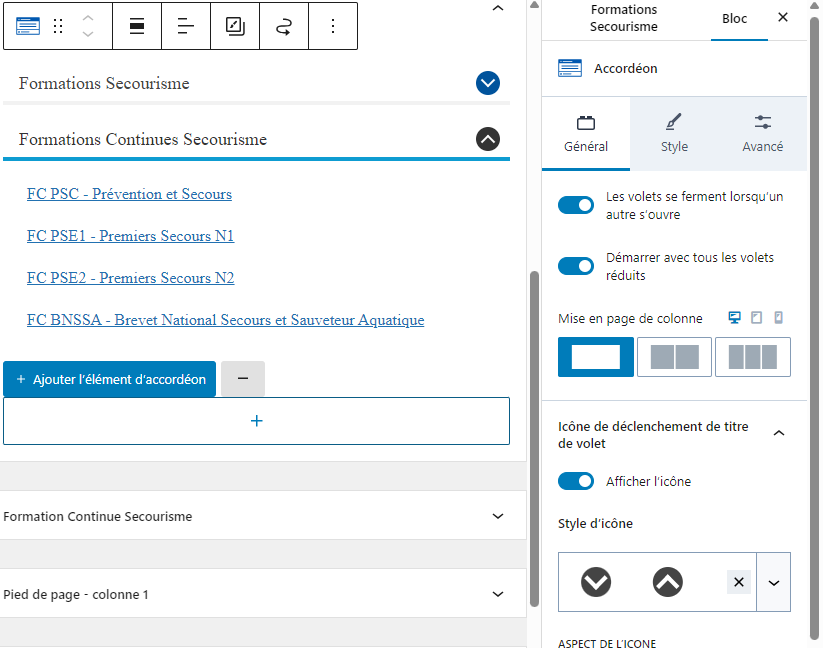 Formations Secourisme
Formations Continues Secourisme
FC PSC - Prévention et Secours
FC PSE1 - Premiers Secours N1
FC PSE2 - Premiers Secours N2
FC BNSSA - Brevet National Secours et Sauveteur Aquatique
+ Ajouter l'élément d'accordéon
Formation Continue Secourisme
Pied de page - colonne 1
Formations
Secourisme
Bloc
Accordéon
Général
Style
Avancé
Les volets se ferment lorsqu'un
autre s'ouvre
Démarrer avec tous les volets
réduits
Mise en page de colonne
Icône de déclenchement de titre
de volet
Afficher l'icône
Style d'icône
ASPECT DE L'ICONE